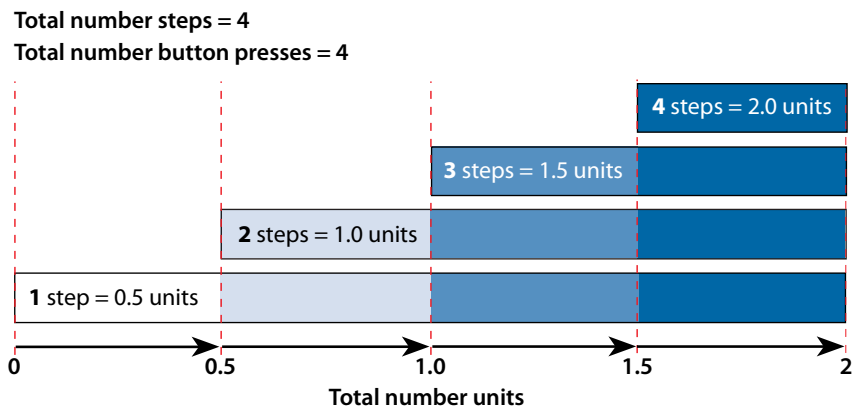 Total number steps = 4
Total number button presses = 4
4 steps = 2.0 units
3 steps = 1.5 units
2 steps = 1.0 units
1 step = 0.5 units
0 0.5 1.0 1.5 2
Total number units